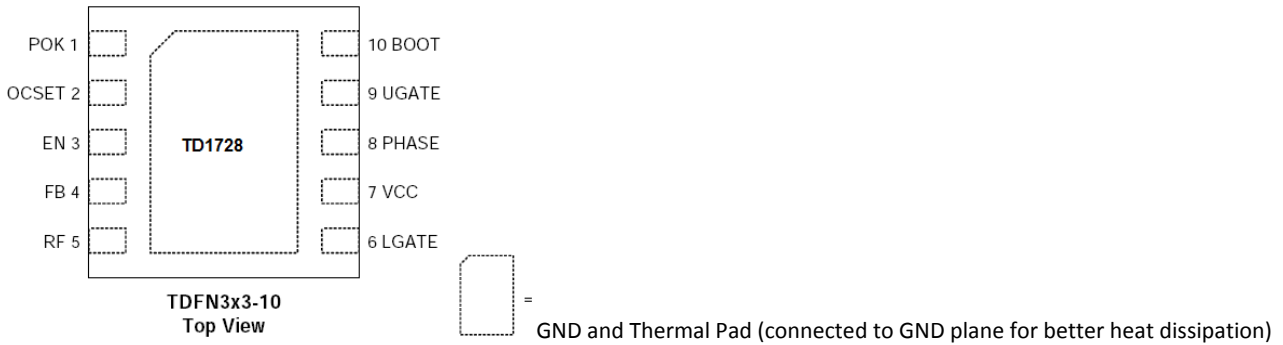 POK 1
10 BOOT
OCSET 2
9 UGATE
EN 3
TD1728
8 PHASE
FB 4
7 VCC
RF 5
6 LGATE
TDFN3x3-10
Top View
=
GND and Thermal Pad (connected to GND plane for better heat dissipation)